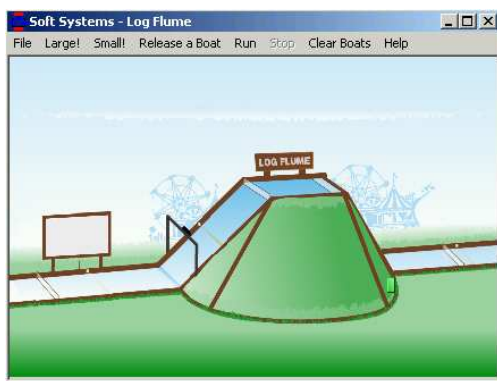 Soft Systems - Log Flume
File Large! Small! Release a Boat Run Stop Clear Boats Help
LOG FLUME